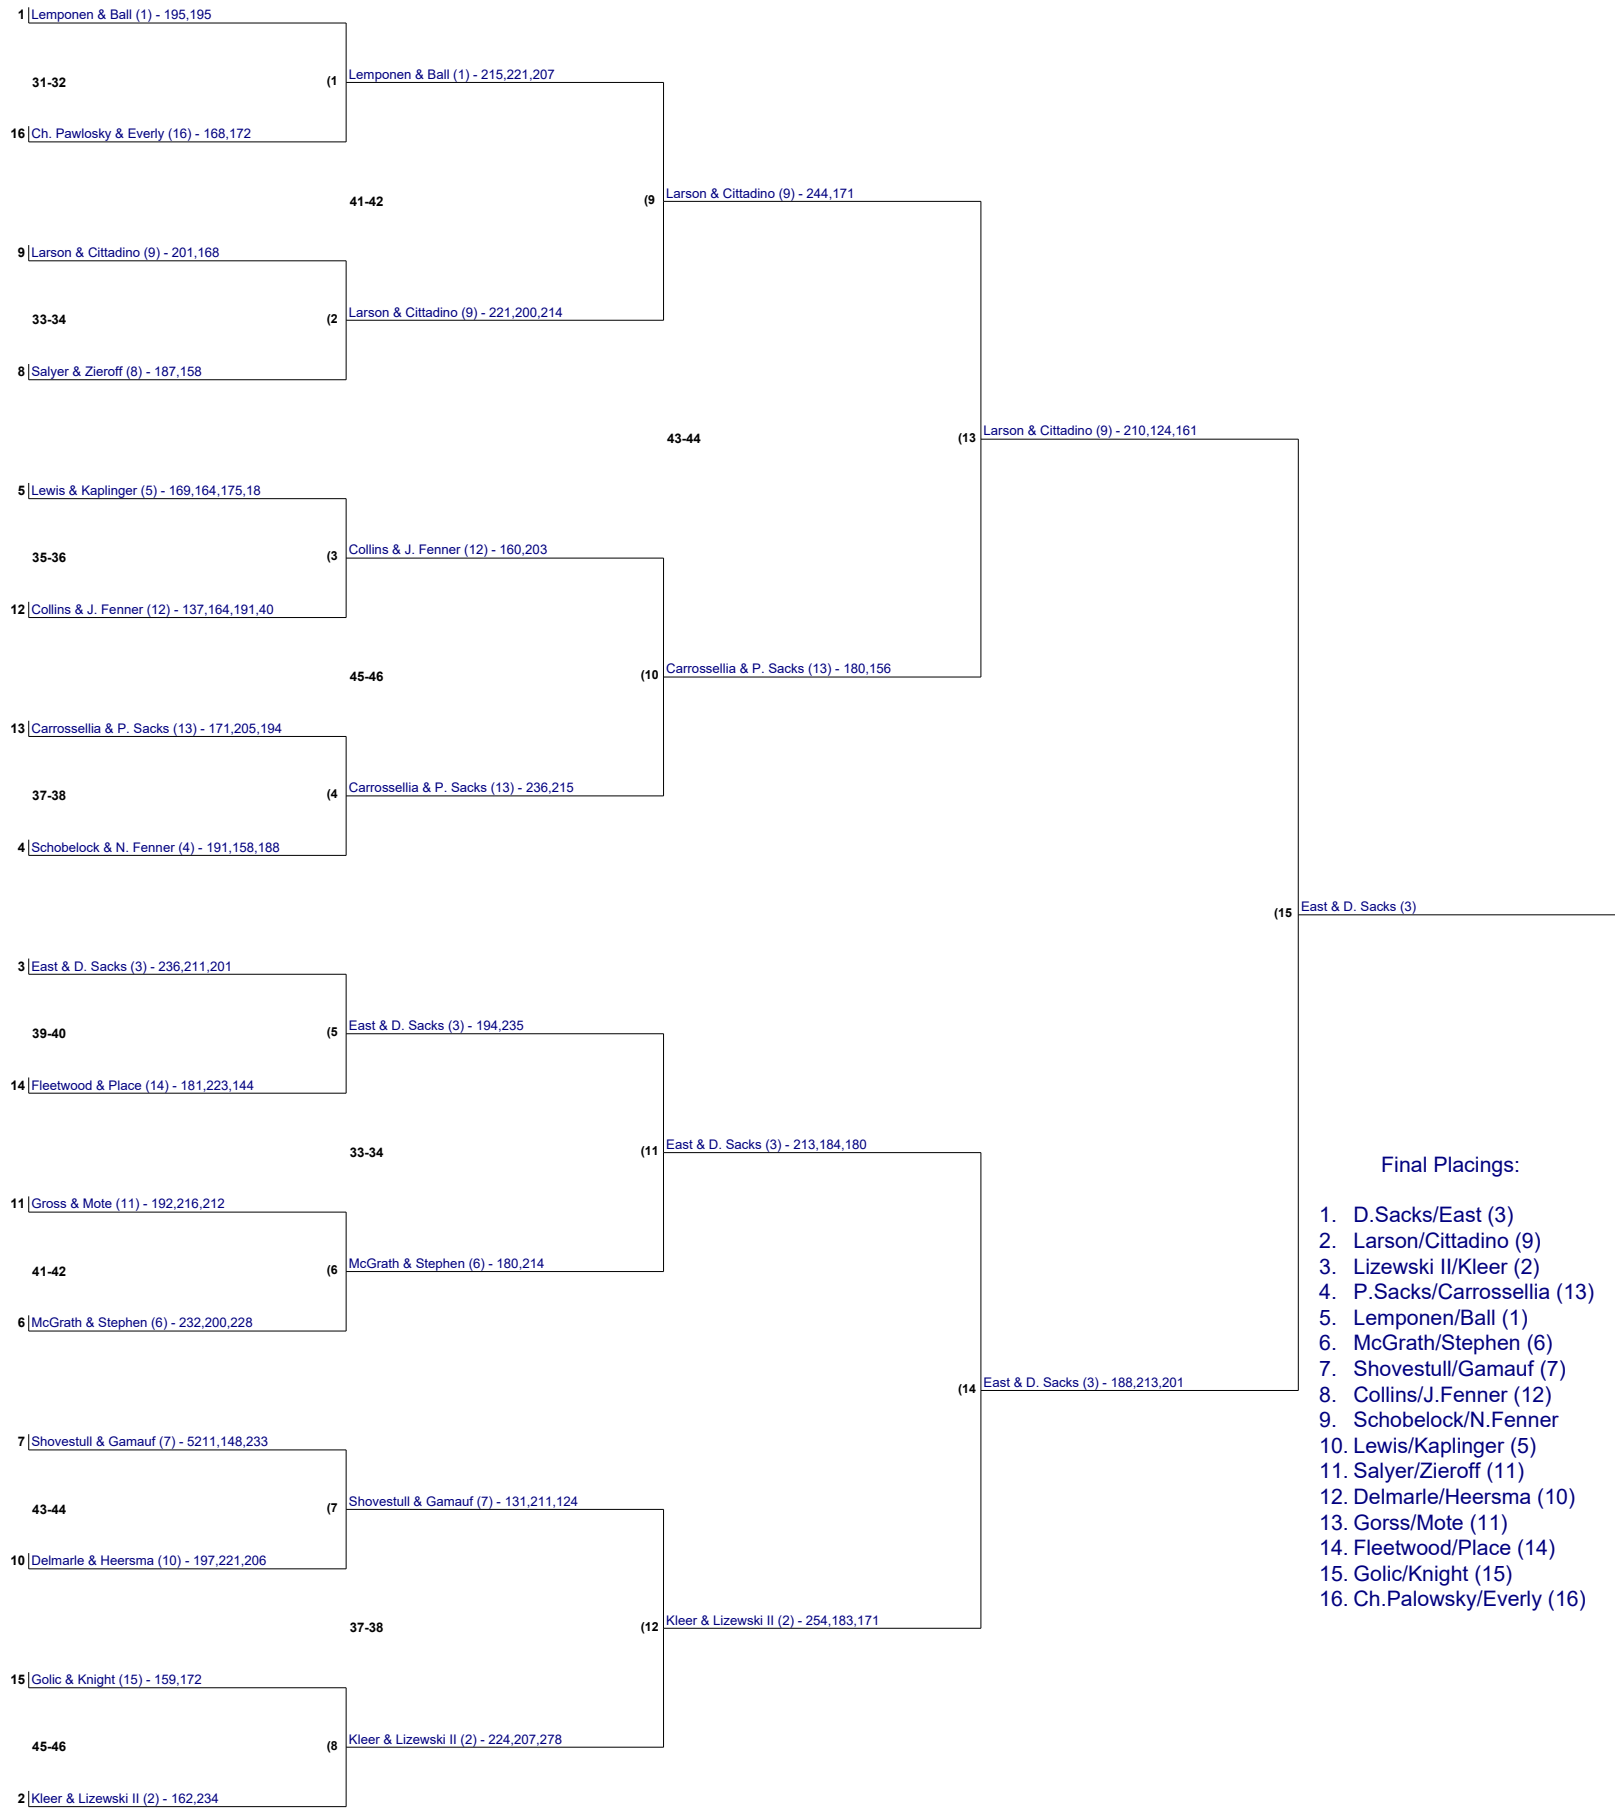 1 Lemponen & Ball (1) - 195,195
31-32
(1
Lemponen & Ball (1) - 215,221,207
16 Ch. Pawlosky & Everly (16) - 168,172
41-42
(9
Larson & Cittadino (9) - 244,171
9 Larson & Cittadino (9) - 201,168
33-34
(2
Larson & Cittadino (9) - 221,200,214
8 Salyer & Zieroff (8) - 187,158
43-44
(13
Larson & Cittadino (9) - 210,124,161
5 Lewis & Kaplinger (5) - 169,164,175,18
35-36
(3
Collins & J. Fenner (12) - 160,203
12 Collins & J. Fenner (12) - 137,164,191,40
45-46
(10
Carrossellia & P. Sacks (13) - 180,156
13 Carrossellia & P. Sacks (13) - 171,205,194
37-38
(4
Carrossellia & P. Sacks (13) - 236,215
4 Schobelock & N. Fenner (4) - 191,158,188
(15
East & D. Sacks (3)
3 East & D. Sacks (3) - 236,211,201
39-40
(5
East & D. Sacks (3) - 194,235
14 Fleetwood & Place (14) - 181,223,144
33-34
(11
East & D. Sacks (3) - 213,184,180
11 Gross & Mote (11) - 192,216,212
41-42
(6
McGrath & Stephen (6) - 180,214
6 McGrath & Stephen (6) - 232,200,228
(14
East & D. Sacks (3) - 188,213,201
7 Shovestull & Gamauf (7) - 5211,148,233
43-44
(7
Shovestull & Gamauf (7) - 131,211,124
10 Delmarle & Heersma (10) - 197,221,206
37-38
(12
Kleer & Lizewski II (2) - 254,183,171
15 Golic & Knight (15) - 159,172
45-46
(8
Kleer & Lizewski II (2) - 224,207,278
2 Kleer & Lizewski II (2) - 162,234
Final Placings:
1. D.Sacks/East (3)
2. Larson/Cittadino (9)
3. Lizewski II/Kleer (2)
4. P.Sacks/Carrossellia (13)
5. Lemponen/Ball (1)
6. McGrath/Stephen (6)
7. Shovestull/Gamauf (7)
8. Collins/J.Fenner (12)
9. Schobelock/N.Fenner
10. Lewis/Kaplinger (5)
11. Salyer/Zieroff (11)
12. Delmarle/Heersma (10)
13. Gorss/Mote (11)
14. Fleetwood/Place (14)
15. Golic/Knight (15)
16. Ch.Palowsky/Everly (16)